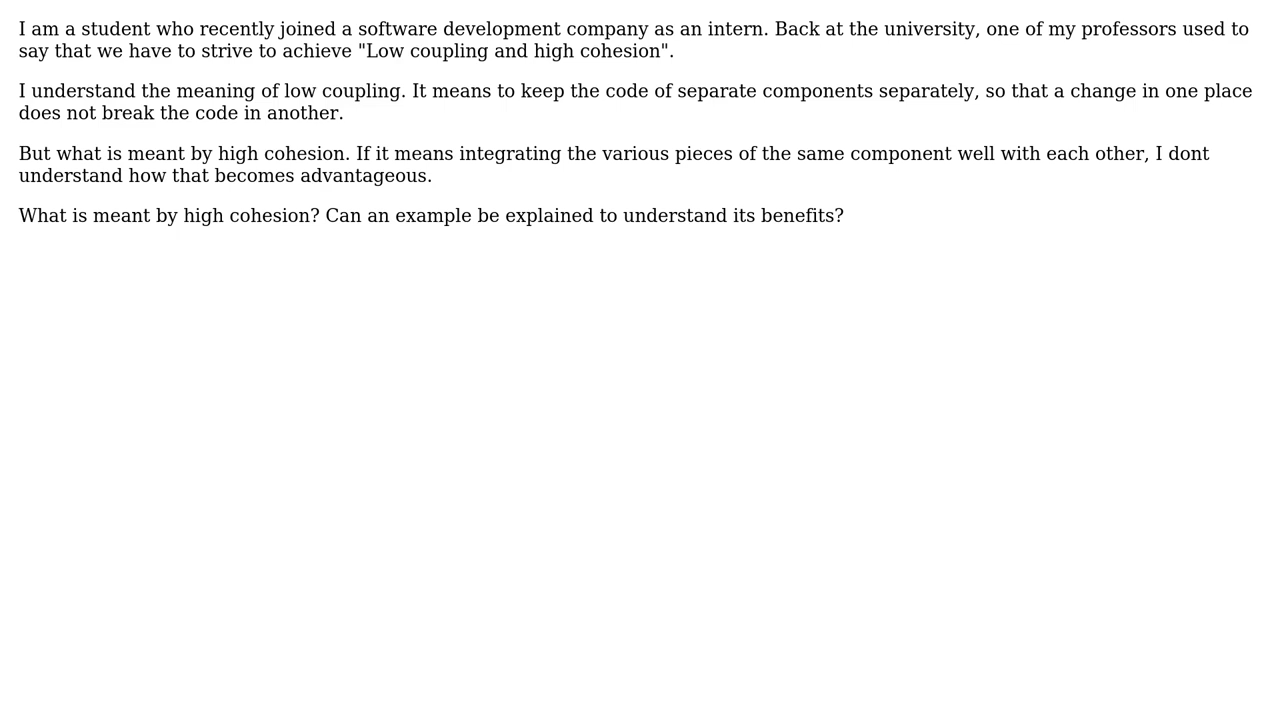 I am a student who recently joined a software development company as an intern. Back at the university, one of my professors used to
say that we have to strive to achieve "Low coupling and high cohesion".
I understand the meaning of low coupling. It means to keep the code of separate components separately, so that a change in one place
does not break the code in another.
But what is meant by high cohesion. If it means integrating the various pieces of the same component well with each other, I dont
understand how that becomes advantageous.
What is meant by high cohesion? Can an example be explained to understand its benefits?